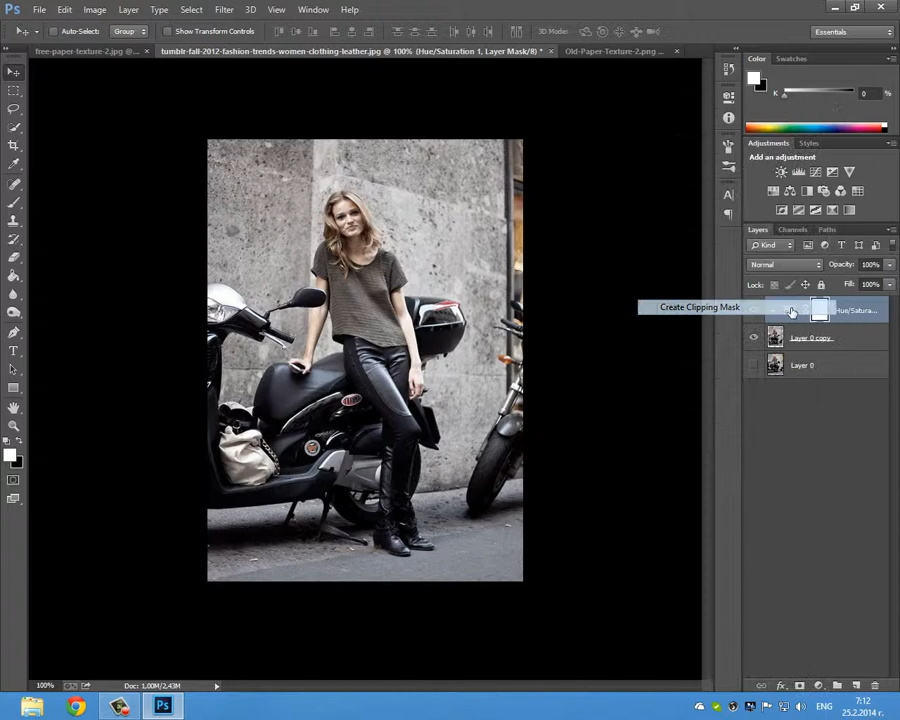 Ps File Edit Image Layer Type Select Filter 3D View Window Help
Auto-Select: Group Show Transform Controls Essentials
free-paper-texture-2.jpg @ 100%... × tumblr-fall-2012-fashion-trends-women-clothing-leather.jpg @ 100% (Hue/Saturation 1, Layer Mask/8) * × Old-Paper-Texture-2.png ... ×
Color Swatches
K 0 %
Adjustments Styles
Add an adjustment
Layers Channels Paths
Kind
Normal Opacity: 100%
Lock: Fill: 100%
Create Clipping Mask
Hue/Satura...
Layer 0 copy
Layer 0
100% Doc: 1,00M/2,43M
Ps ENG 7:12
25.2.2014 г.